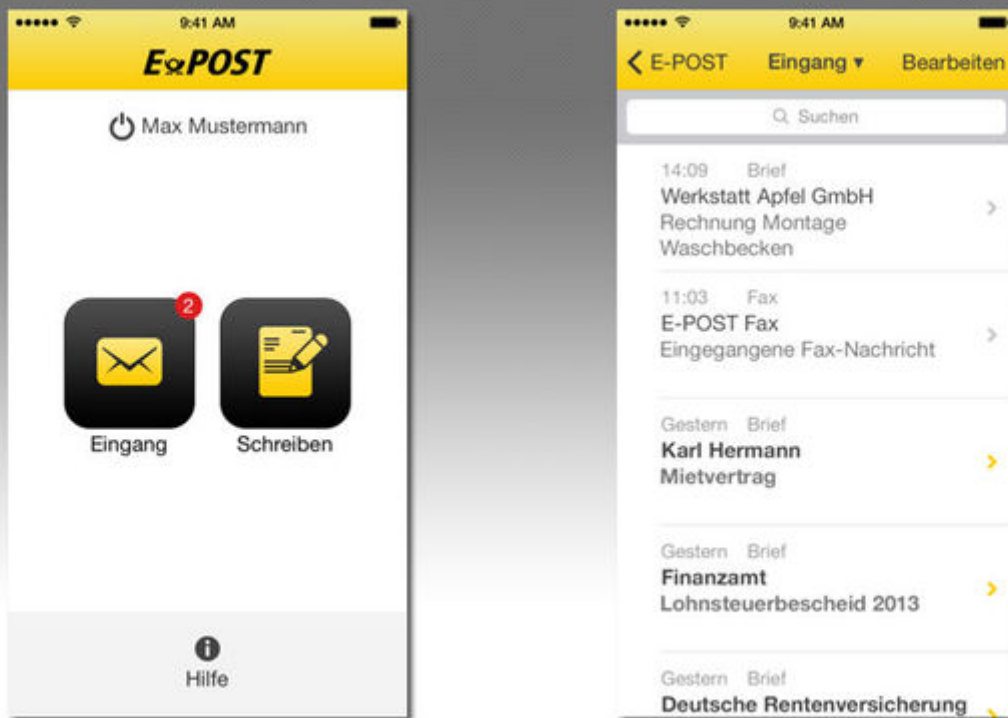 9:41 AM
E POST
Max Mustermann
2
Eingang
Schreiben
Hilfe
9:41 AM
E-POST
Eingang ▾
Bearbeiten
Suchen
14:09 Brief
Werkstatt Apfel GmbH
Rechnung Montage
Waschbecken
11:03 Fax
E-POST Fax
Eingegangene Fax-Nachricht
Gestern Brief
Karl Hermann
Mietvertrag
Gestern Brief
Finanzamt
Lohnsteuerbescheid 2013
Gestern Brief
Deutsche Rentenversicherung